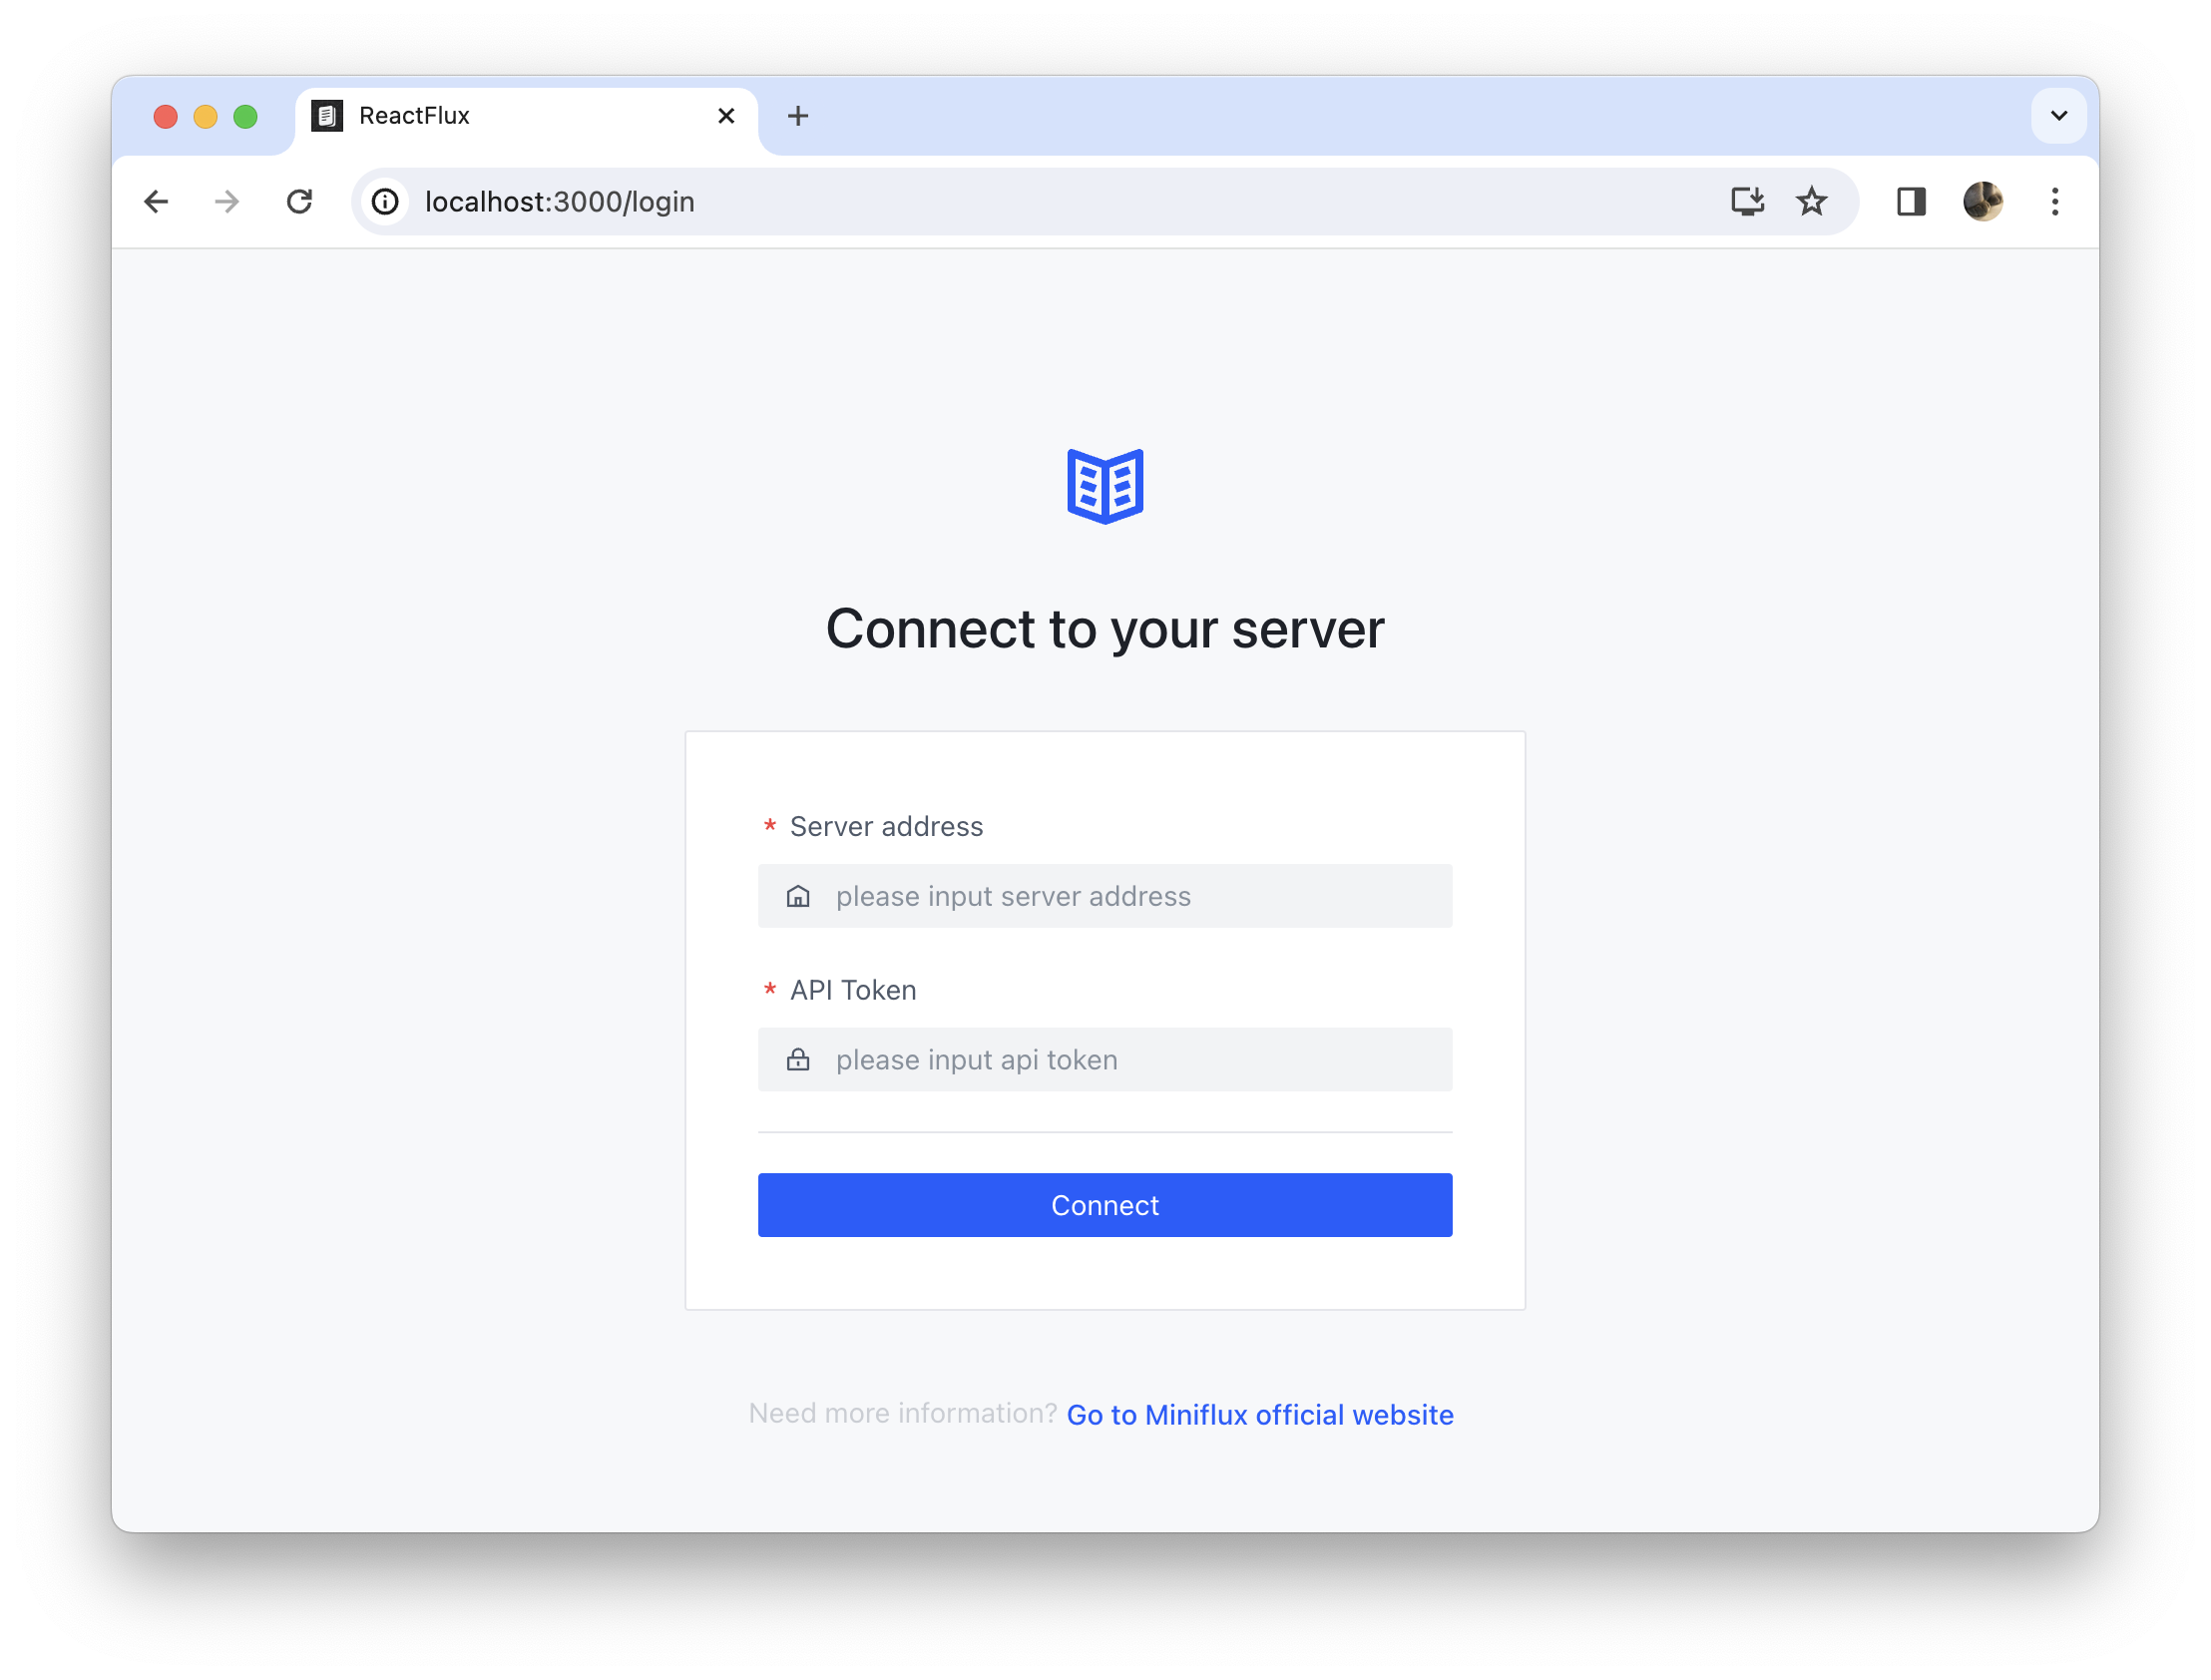 ReactFlux
localhost:3000/login
Connect to your server
* Server address
please input server address
* API Token
please input api token
Connect
Need more information? Go to Miniflux official website